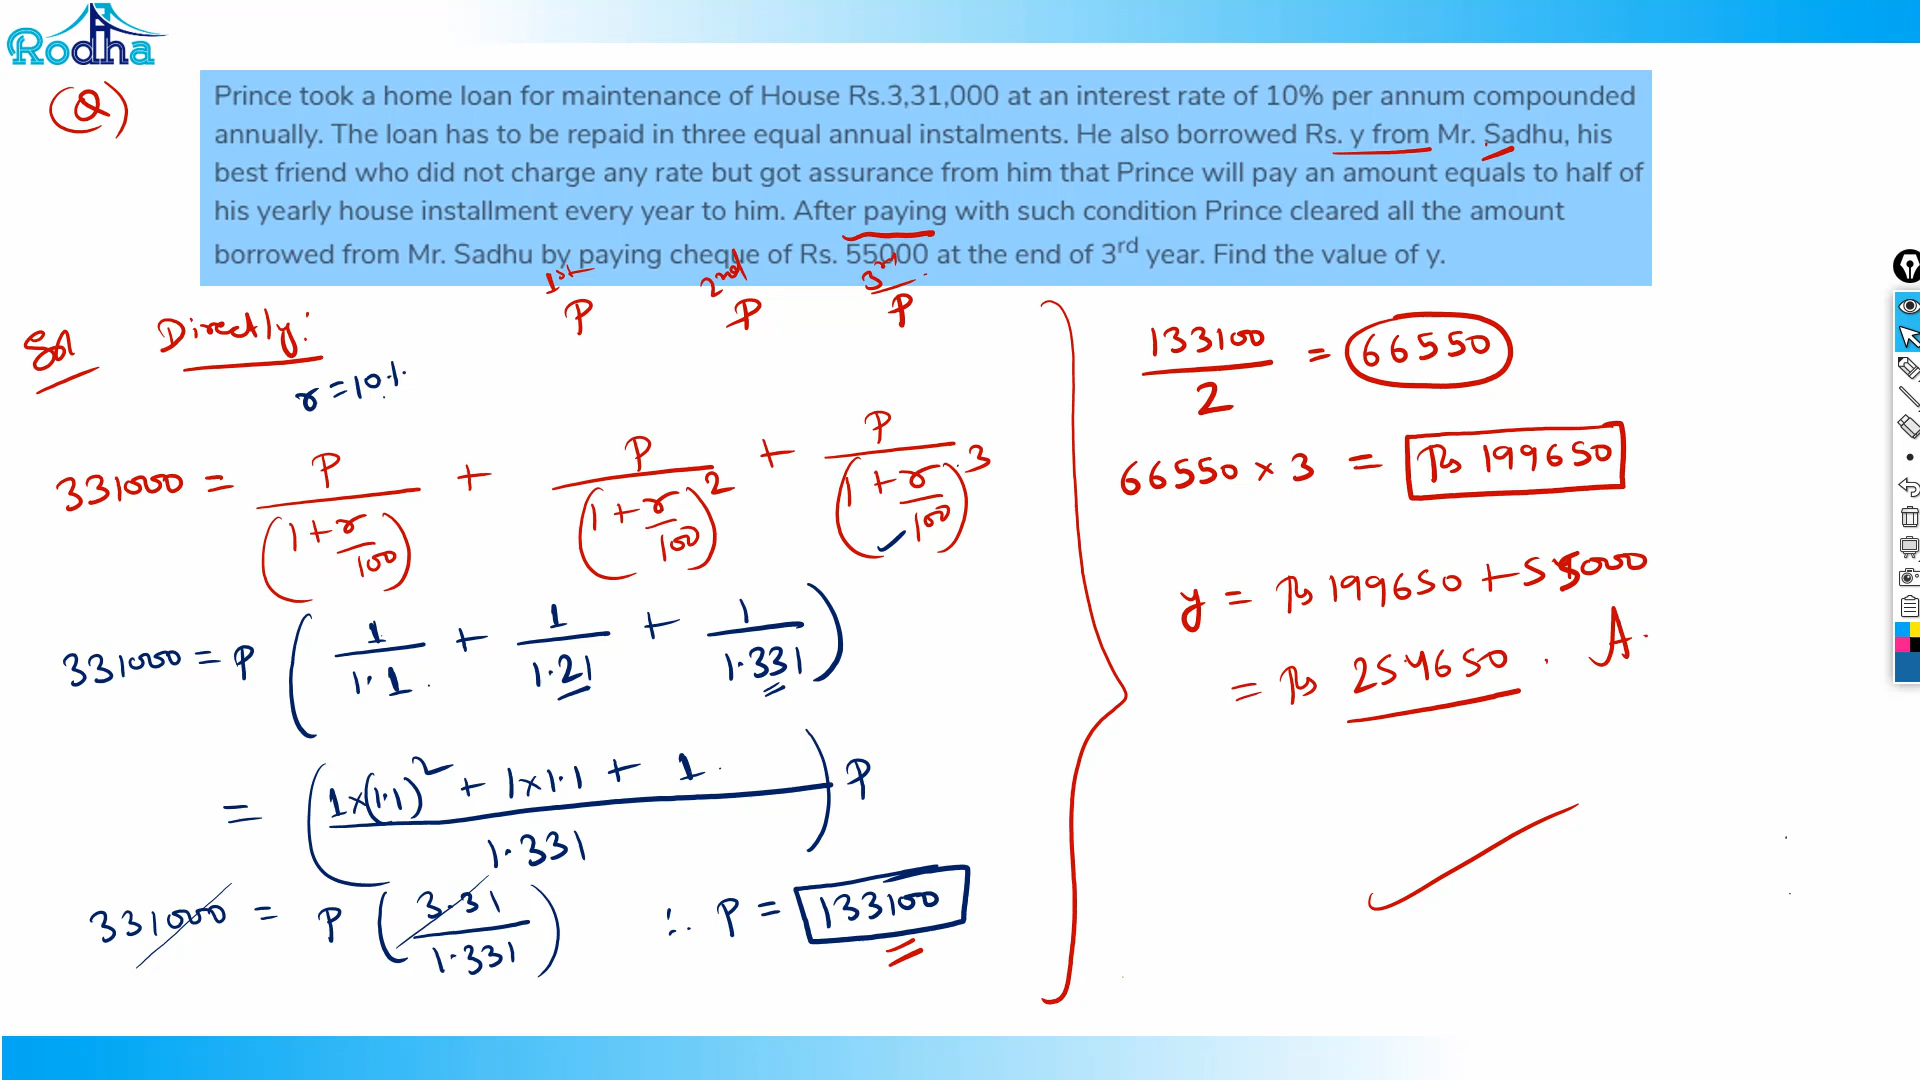 Rodha
(Q)
Prince took a home loan for maintenance of House Rs.3,31,000 at an interest rate of 10% per annum compounded
annually. The loan has to be repaid in three equal annual instalments. He also borrowed Rs. y from Mr. Sadhu, his
best friend who did not charge any rate but got assurance from him that Prince will pay an amount equals to half of
his yearly house installment every year to him. After paying with such condition Prince cleared all the amount
borrowed from Mr. Sadhu by paying cheque of Rs. 55000 at the end of 3rd year. Find the value of y.
1st 2nd 3rd
P P P
Sol Directly:
r = 10%
331000 = P/(1+r/100) + P/(1+r/100)^2 + P/(1+r/100)^3
331000 = P (1/1.1 + 1/1.21 + 1/1.331)
= (1×(1.1)^2 + 1×1.1 + 1 / 1.331) P
331000 = P (3.31/1.331) ∴ P = 133100
133100/2 = 66550
66550 × 3 = Rs 199650
y = Rs 199650 + 55000
= Rs 254650 . A.